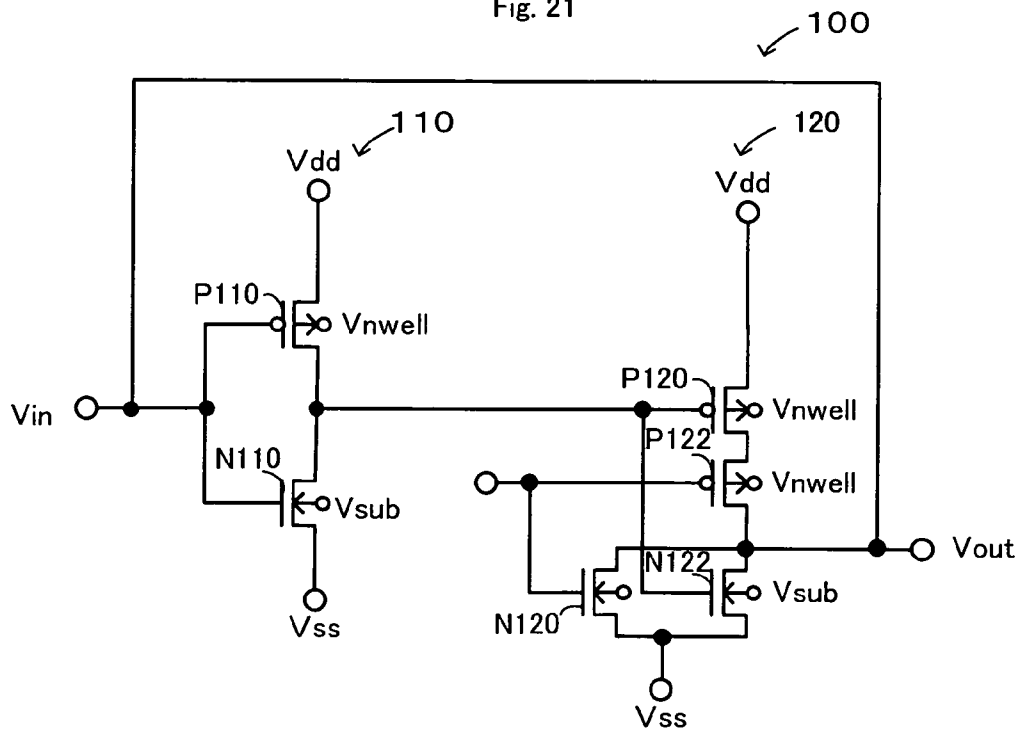 Fig. 21
100
110
120
Vdd
Vdd
P110
Vnwell
P120
Vnwell
Vin
P122
N110
Vnwell
Vsub
Vout
N122
Vsub
N120
Vss
Vss